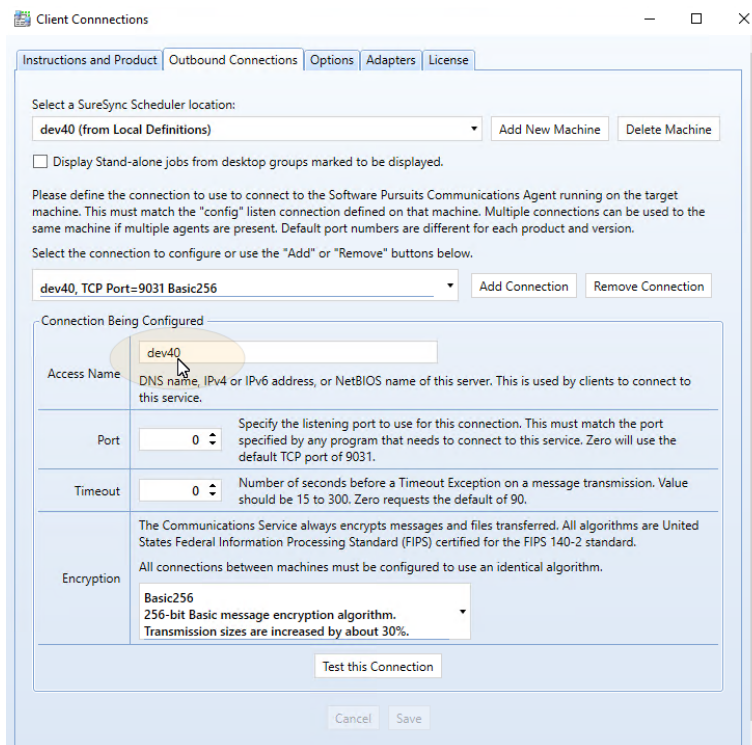 Client Connnections
Instructions and Product
Outbound Connections
Options
Adapters
License
Select a SureSync Scheduler location:
dev40 (from Local Definitions)
Add New Machine
Delete Machine
Display Stand-alone jobs from desktop groups marked to be displayed.
Please define the connection to use to connect to the Software Pursuits Communications Agent running on the target
machine. This must match the "config" listen connection defined on that machine. Multiple connections can be used to the
same machine if multiple agents are present. Default port numbers are different for each product and version.
Select the connection to configure or use the "Add" or "Remove" buttons below.
dev40, TCP Port=9031 Basic256
Add Connection
Remove Connection
Connection Being Configured
Access Name
dev40
DNS name, IPv4 or IPv6 address, or NetBIOS name of this server. This is used by clients to connect to
this service.
Port
0
Specify the listening port to use for this connection. This must match the port
specified by any program that needs to connect to this service. Zero will use the
default TCP port of 9031.
Timeout
0
Number of seconds before a Timeout Exception on a message transmission. Value
should be 15 to 300. Zero requests the default of 90.
Encryption
The Communications Service always encrypts messages and files transferred. All algorithms are United
States Federal Information Processing Standard (FIPS) certified for the FIPS 140-2 standard.
All connections between machines must be configured to use an identical algorithm.
Basic256
256-bit Basic message encryption algorithm.
Transmission sizes are increased by about 30%.
Test this Connection
Cancel
Save